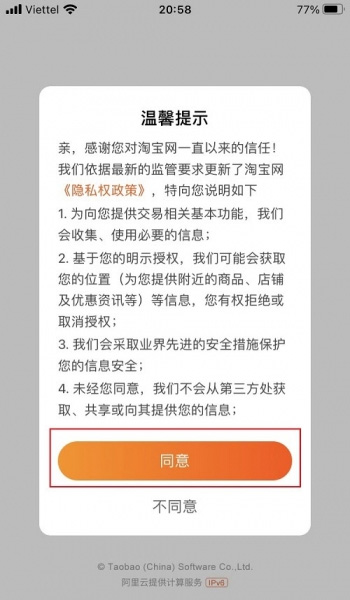 Viettel 20:58 77%
温馨提示
亲，感谢您对淘宝网一直以来的信任！
我们依据最新的监管要求更新了淘宝网
《隐私权政策》，特向您说明如下
1. 为向您提供交易相关基本功能，我们
会收集、使用必要的信息；
2. 基于您的明示授权，我们可能会获取
您的位置（为您提供附近的商品、店铺
及优惠资讯等）等信息，您有权拒绝或
取消授权；
3. 我们会采取业界先进的安全措施保护
您的信息安全；
4. 未经您同意，我们不会从第三方处获
取、共享或向其提供您的信息；
同意
不同意
© Taobao (China) Software Co.,Ltd.
阿里云提供计算服务 IPv6